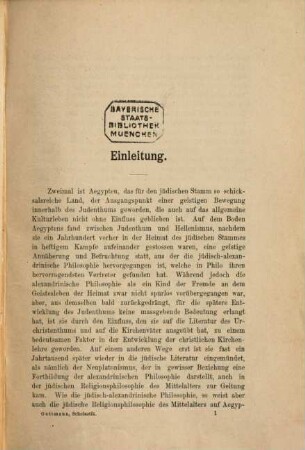 BAYERISCHE
STAATS-
BIBLIOTHEK
MUENCHEN
Einleitung.
Zweimal ist Aegypten, das für den jüdischen Stamm so schick-
salsreiche Land, der Ausgangspunkt einer geistigen Bewegung
innerhalb des Judenthums geworden, die auch auf das allgemeine
Kulturleben nicht ohne Einfluss geblieben ist. Auf dem Boden
Aegyptens fand zwischen Judenthum und Hellenismus, nachdem
sie ein Jahrhundert vorher in der Heimat des jüdischen Stammes
in heftigem Kampfe aufeinander gestossen waren, eine geistige
Annäherung und Befruchtung statt, aus der die jüdisch-alexan-
drinische Philosophie hervorgegangen ist, welche in Philo ihren
hervorragendsten Vertreter gefunden hat. Während jedoch die
alexandrinische Philosophie als ein Kind der Fremde an dem
Geistesleben der Heimat zwar nicht spurlos vorübergegangen war,
aber, aus demselben bald zurückgedrängt, für die spätere Ent-
wicklung des Judenthums keine massgebende Bedeutung erlangt
hat, ist sie durch den Einfluss, den sie auf die Literatur des Ur-
christenthums und auf die Kirchenväter ausgeübt hat, zu einem
bedeutsamen Faktor in der Entwicklung der christlichen Kirchen-
lehre geworden. Auf einem anderen Wege erst ist sie fast ein
Jahrtausend später wieder in die jüdische Literatur eingemündet,
als nämlich der Neuplatonismus, der in gewisser Beziehung eine
Fortbildung der alexandrinischen Philosophie darstellt, auch in
der jüdischen Religionsphilosophie des Mittelalters zur Geltung
kam. Wie die jüdisch-alexandrinische Philosophie, so weist aber
auch die jüdische Religionsphilosophie des Mittelalters auf Aegyp-
Guttmann, Scholastik. 1